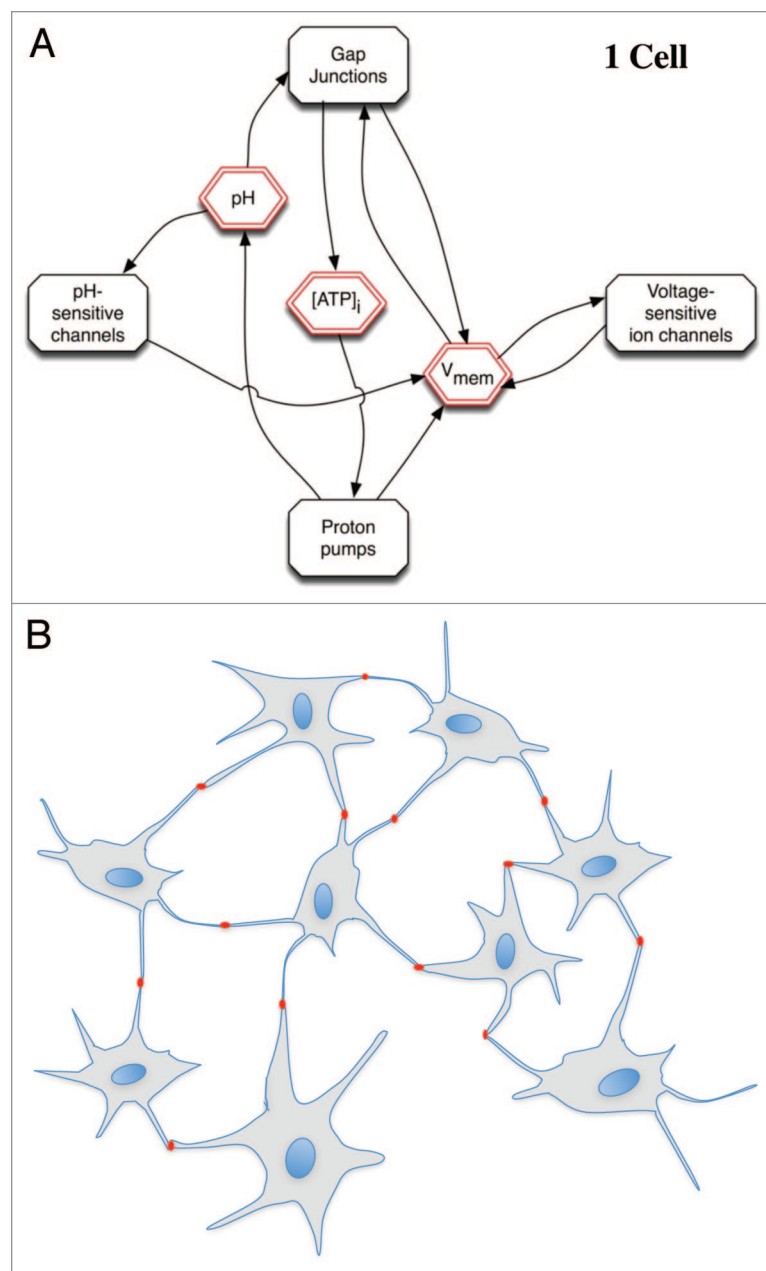 A
1 Cell
Gap
Junctions
pH
pH-
sensitive
channels
[ATP]i
Voltage-
sensitive
ion channels
Vmem
Proton
pumps
B